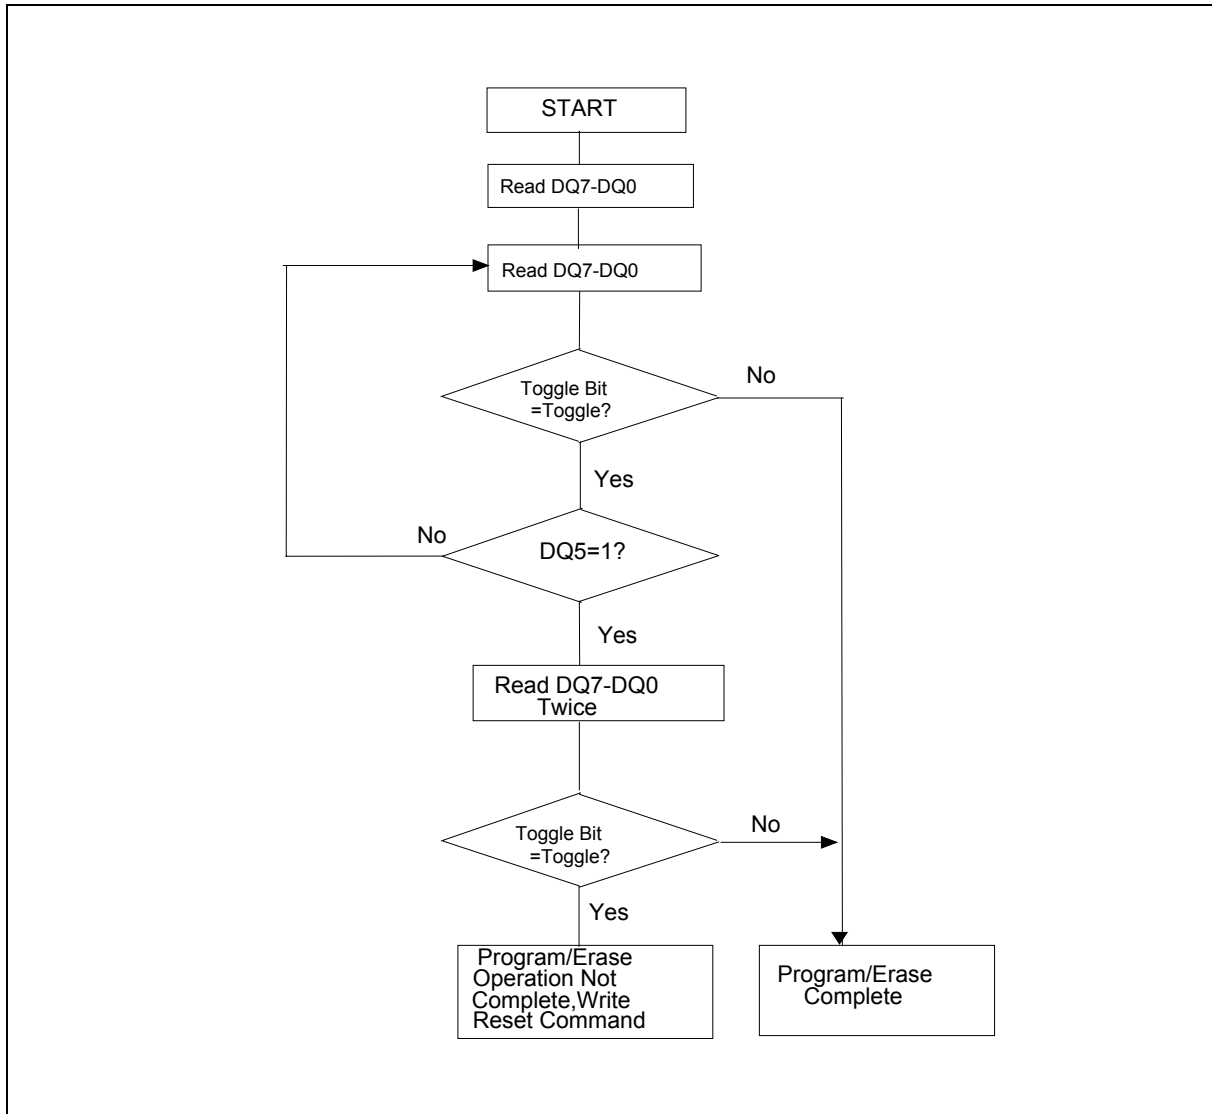 START
Read DQ7-DQ0
Read DQ7-DQ0
Toggle Bit
=Toggle?
No
Yes
No
DQ5=1?
Yes
Read DQ7-DQ0
Twice
Toggle Bit
=Toggle?
No
Yes
Program/Erase
Operation Not
Complete,Write
Reset Command
Program/Erase
Complete